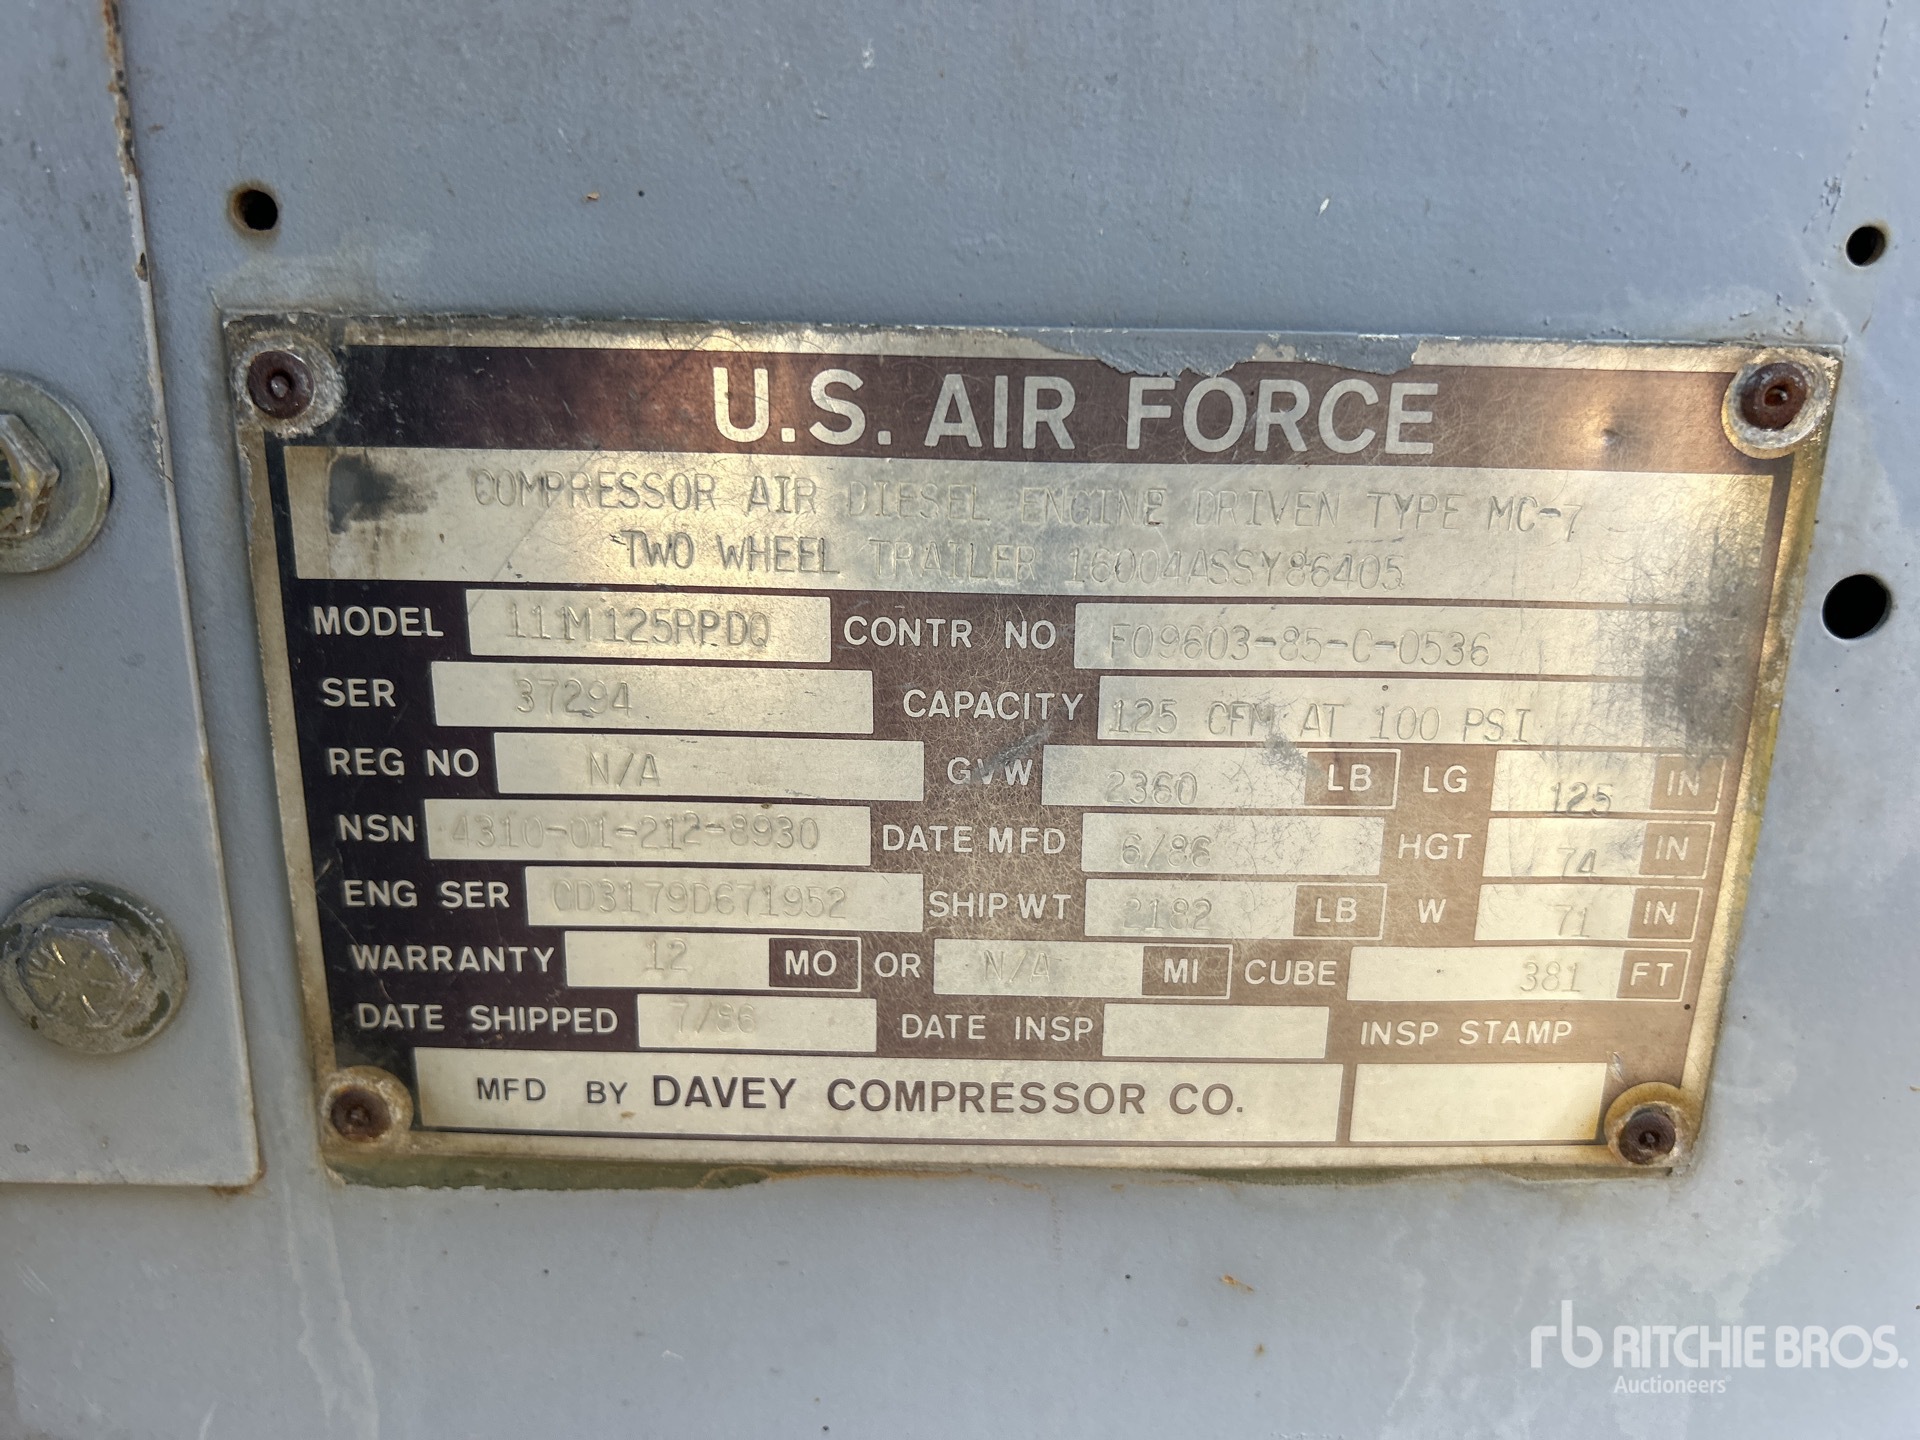 U.S. AIR FORCE
COMPRESSOR AIR DIESEL ENGINE DRIVEN TYPE MC-7
TWO WHEEL TRAILER 16004ASSY86405
MODEL 111M125RPDQ CONTR NO F09603-85-C-0536
SER 37294 CAPACITY 125 CFM AT 100 PSI
REG NO N/A GVW 2360 LB LG 125 IN
NSN 4310-01-212-8930 DATE MFD 6/86 HGT 74 IN
ENG SER CD3179D671952 SHIP WT 2182 LB W 71 IN
WARRANTY 12 MO OR N/A MI CUBE 381 FT
DATE SHIPPED 7/86 DATE INSP INSP STAMP
MFD BY DAVEY COMPRESSOR CO.
rb RITCHIE BROS.
Auctioneers